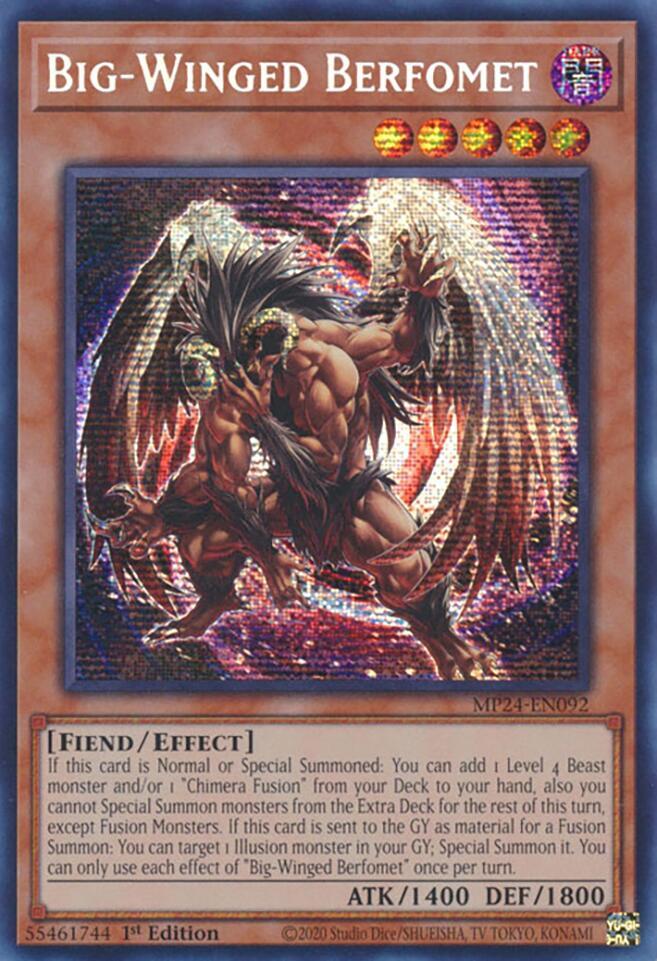 BIG-WINGED BERFOMET
闇
MP24-EN092
[FIEND/EFFECT]
If this card is Normal or Special Summoned: You can add 1 Level 4 Beast
monster and/or 1 "Chimera Fusion" from your Deck to your hand, also you
cannot Special Summon monsters from the Extra Deck for the rest of this turn,
except Fusion Monsters. If this card is sent to the GY as material for a Fusion
Summon: You can target 1 Illusion monster in your GY; Special Summon it. You
can only use each effect of "Big-Winged Berfomet" once per turn.
ATK/1400 DEF/1800
55461744 1st Edition ©2020 Studio Dice/SHUEISHA, TV TOKYO, KONAMI